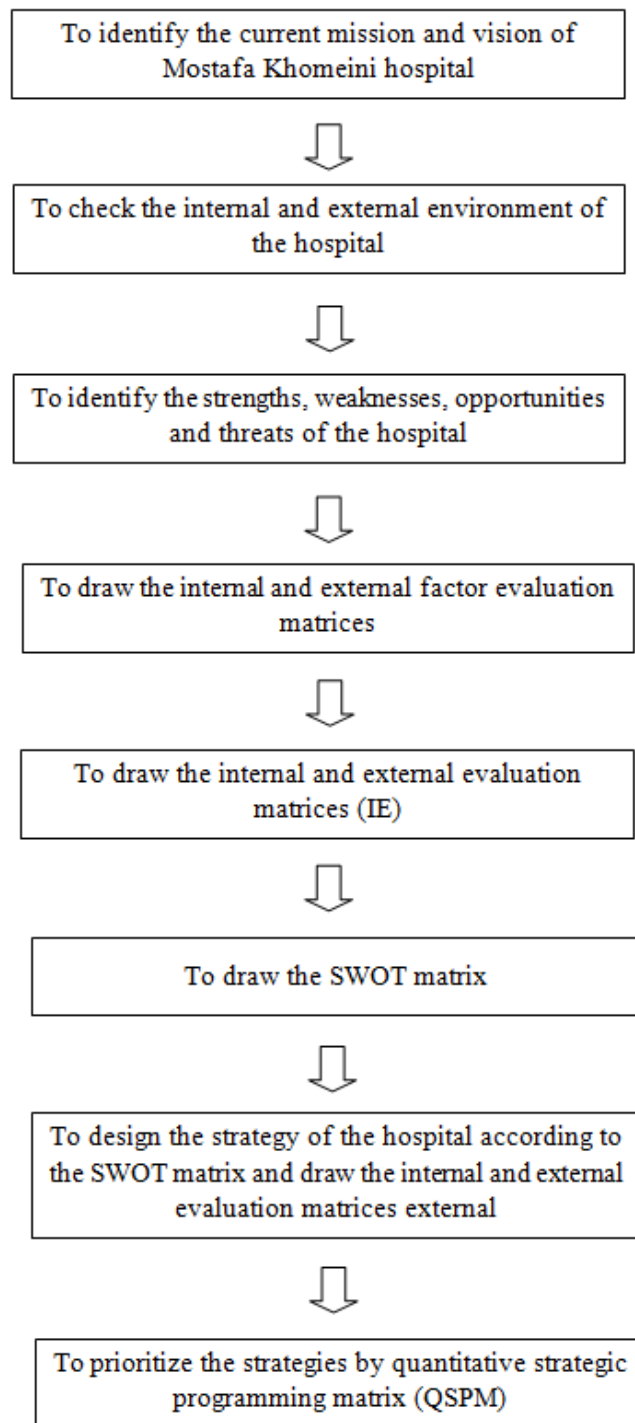 To identify the current mission and vision of
Mostafa Khomeini hospital
To check the internal and external environment of
the hospital
To identify the strengths, weaknesses, opportunities
and threats of the hospital
To draw the internal and external factor evaluation
matrices
To draw the internal and external evaluation
matrices (IE)
To draw the SWOT matrix
To design the strategy of the hospital according to
the SWOT matrix and draw the internal and external
evaluation matrices external
To prioritize the strategies by quantitative strategic
programming matrix (QSPM)